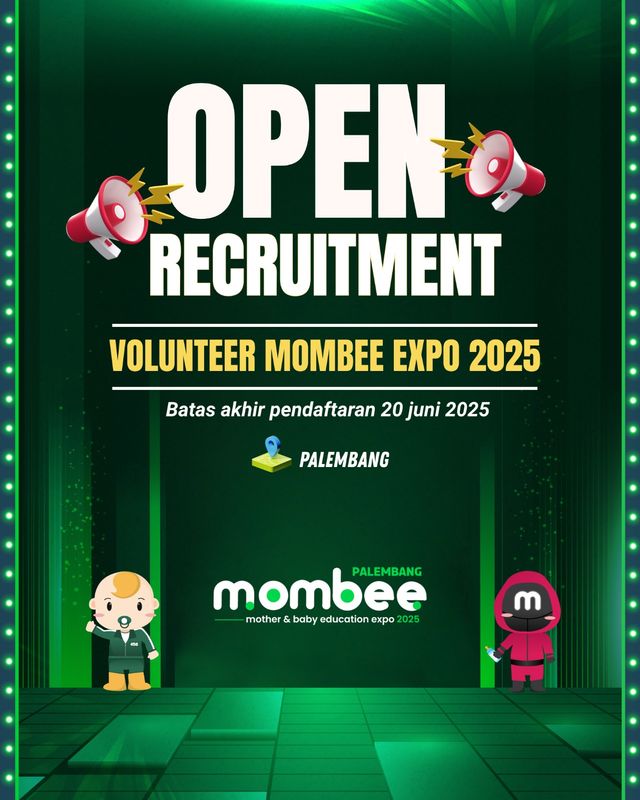 OPEN
RECRUITMENT
VOLUNTEER MOMBEE EXPO 2025
Batas akhir pendaftaran 20 juni 2025
PALEMBANG
PALEMBANG
mombee
mother & baby education expo 2025
m